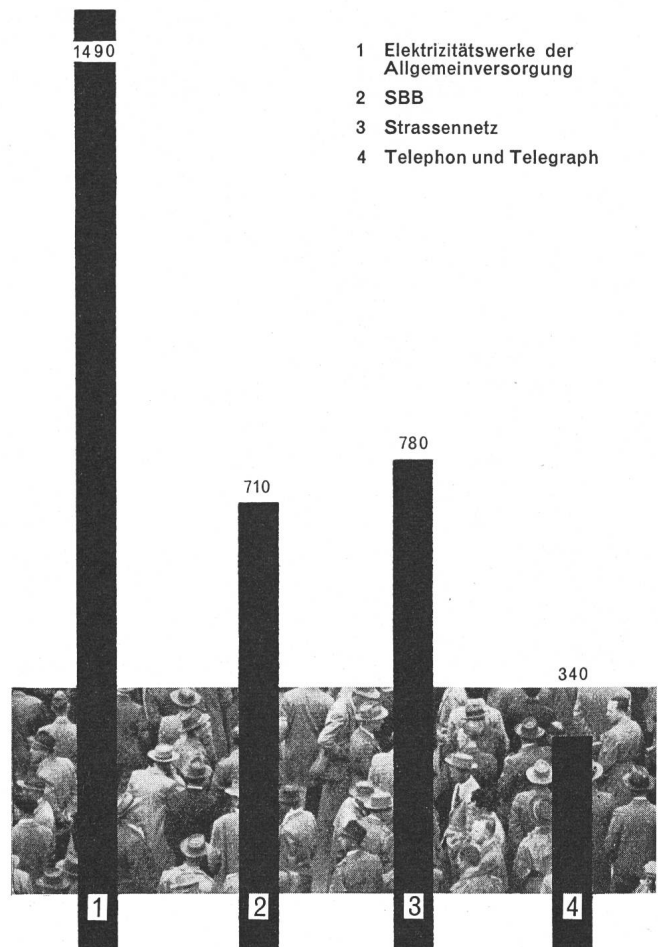 1490
1 Elektrizitätswerke der
Allgemeinversorgung
2 SBB
3 Strassennetz
4 Telephon und Telegraph
780
710
340
1 2 3 4